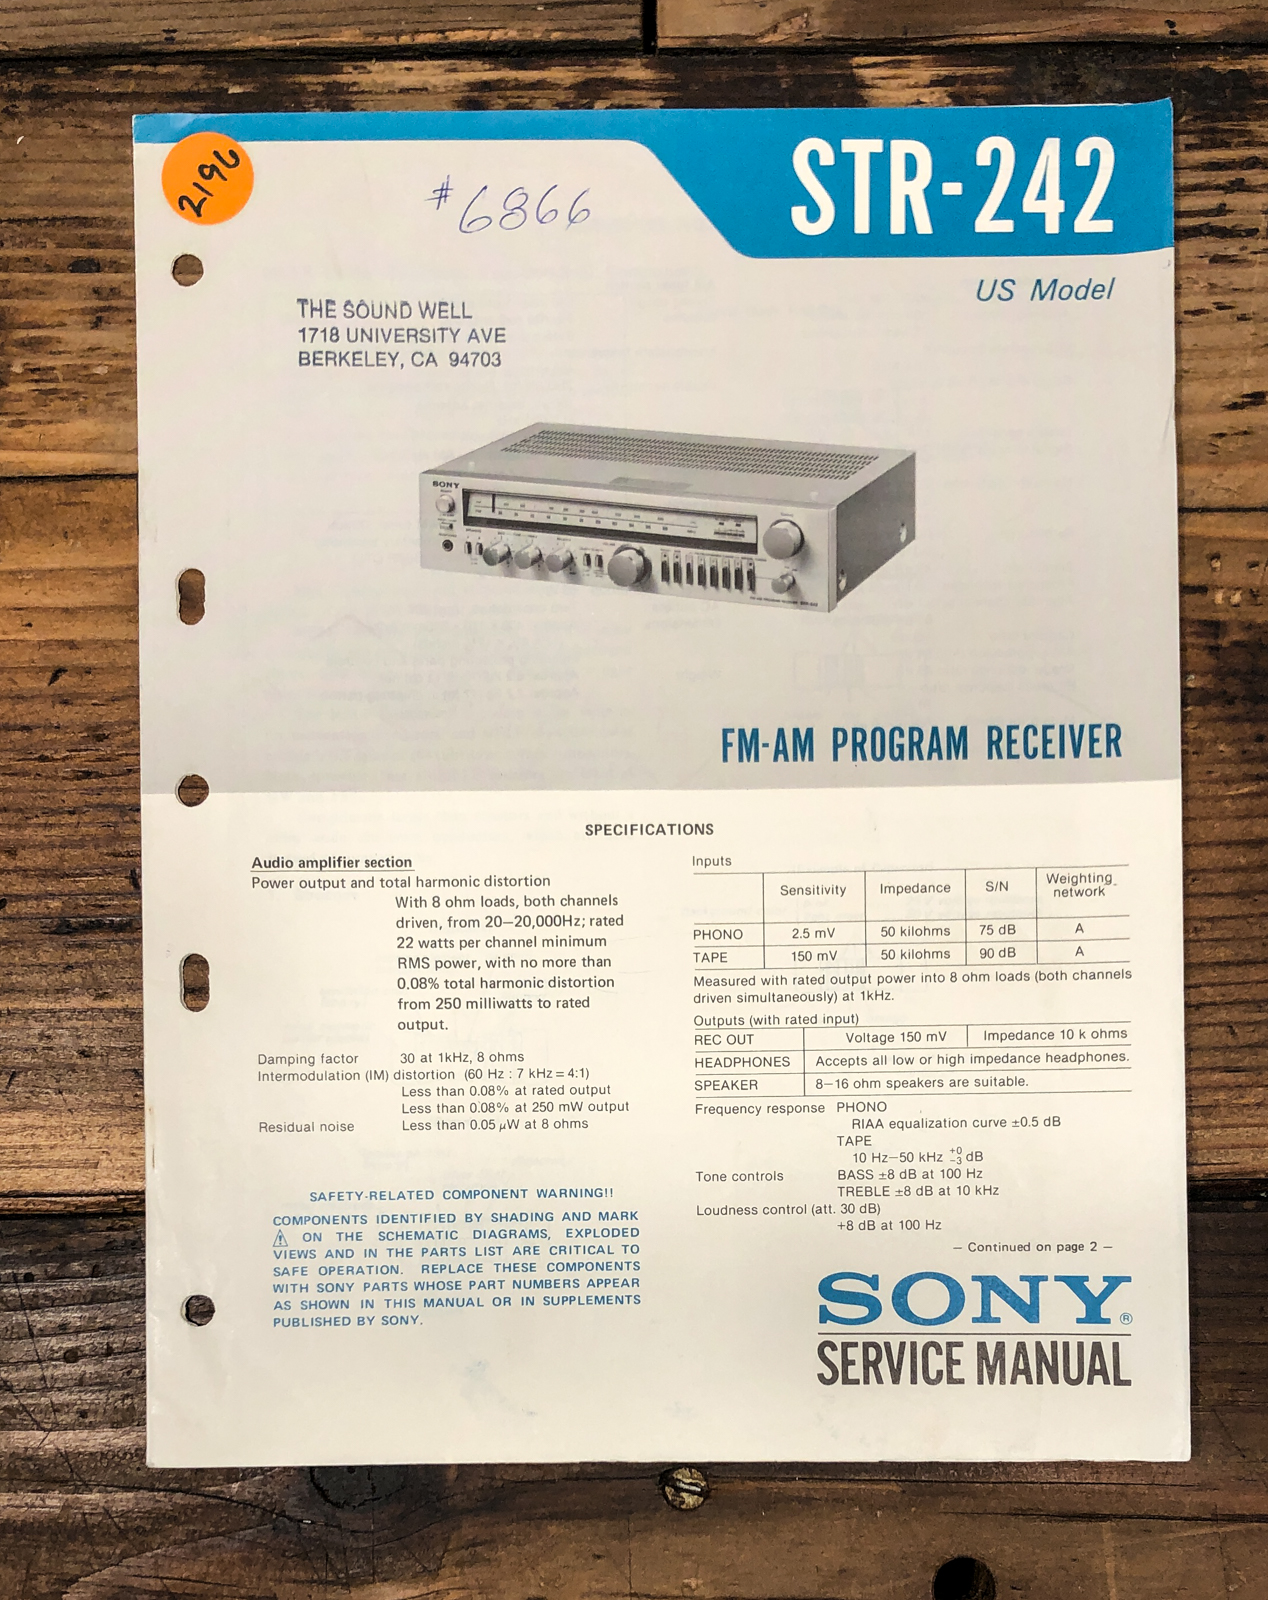 STR-242
2196
#6866
US Model
THE SOUND WELL
1718 UNIVERSITY AVE
BERKELEY, CA 94703
SONY
FM-AM PROGRAM RECEIVER
SPECIFICATIONS
Audio amplifier section
Power output and total harmonic distortion
With 8 ohm loads, both channels
driven, from 20–20,000Hz; rated
22 watts per channel minimum
RMS power, with no more than
0.08% total harmonic distortion
from 250 milliwatts to rated
output.
Damping factor 30 at 1kHz, 8 ohms
Intermodulation (IM) distortion (60 Hz : 7 kHz = 4:1)
Less than 0.08% at rated output
Less than 0.08% at 250 mW output
Residual noise Less than 0.05 μW at 8 ohms
SAFETY-RELATED COMPONENT WARNING!!
COMPONENTS IDENTIFIED BY SHADING AND MARK
⚠ ON THE SCHEMATIC DIAGRAMS, EXPLODED
VIEWS AND IN THE PARTS LIST ARE CRITICAL TO
SAFE OPERATION. REPLACE THESE COMPONENTS
WITH SONY PARTS WHOSE PART NUMBERS APPEAR
AS SHOWN IN THIS MANUAL OR IN SUPPLEMENTS
PUBLISHED BY SONY.
Inputs
Sensitivity Impedance S/N Weighting network
PHONO 2.5 mV 50 kilohms 75 dB A
TAPE 150 mV 50 kilohms 90 dB A
Measured with rated output power into 8 ohm loads (both channels
driven simultaneously) at 1kHz.
Outputs (with rated input)
REC OUT Voltage 150 mV Impedance 10 k ohms
HEADPHONES Accepts all low or high impedance headphones.
SPEAKER 8–16 ohm speakers are suitable.
Frequency response PHONO
RIAA equalization curve ±0.5 dB
TAPE
10 Hz–50 kHz +0 −3 dB
Tone controls BASS ±8 dB at 100 Hz
TREBLE ±8 dB at 10 kHz
Loudness control (att. 30 dB)
+8 dB at 100 Hz
— Continued on page 2 —
SONY®
SERVICE MANUAL